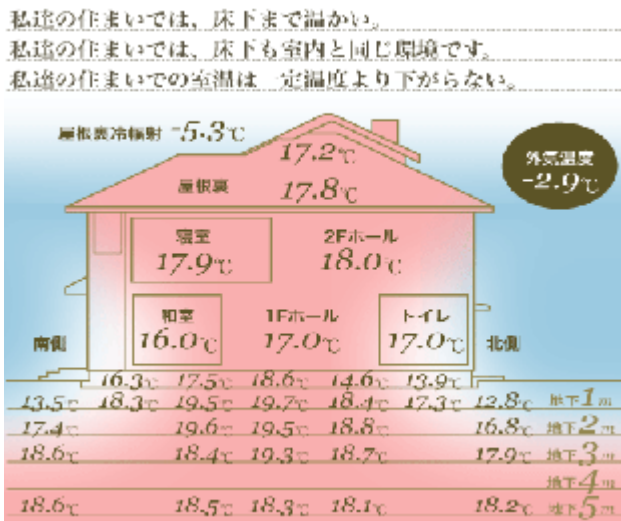 私達の住まいでは、床下まで温かい。
私達の住まいでは、床下も室内と同じ環境です。
私達の住まいでの室温は一定温度より下がらない。
屋根裏冷輻射 -5.3℃
17.2℃
外気温度
-2.9℃
屋根裏 17.8℃
寝室 2Fホール
17.9℃ 18.0℃
和室 1Fホール トイレ
南側 16.0℃ 17.0℃ 17.0℃ 北側
16.3℃ 17.5℃ 18.6℃ 14.6℃ 13.9℃
13.5℃ 18.3℃ 19.5℃ 19.7℃ 18.4℃ 17.3℃ 12.8℃ 地下1m
17.4℃ 19.6℃ 19.5℃ 18.8℃ 16.8℃ 地下2m
18.6℃ 18.4℃ 19.3℃ 18.7℃ 17.9℃ 地下3m
地下4m
18.6℃ 18.5℃ 18.3℃ 18.1℃ 18.2℃ 地下5m